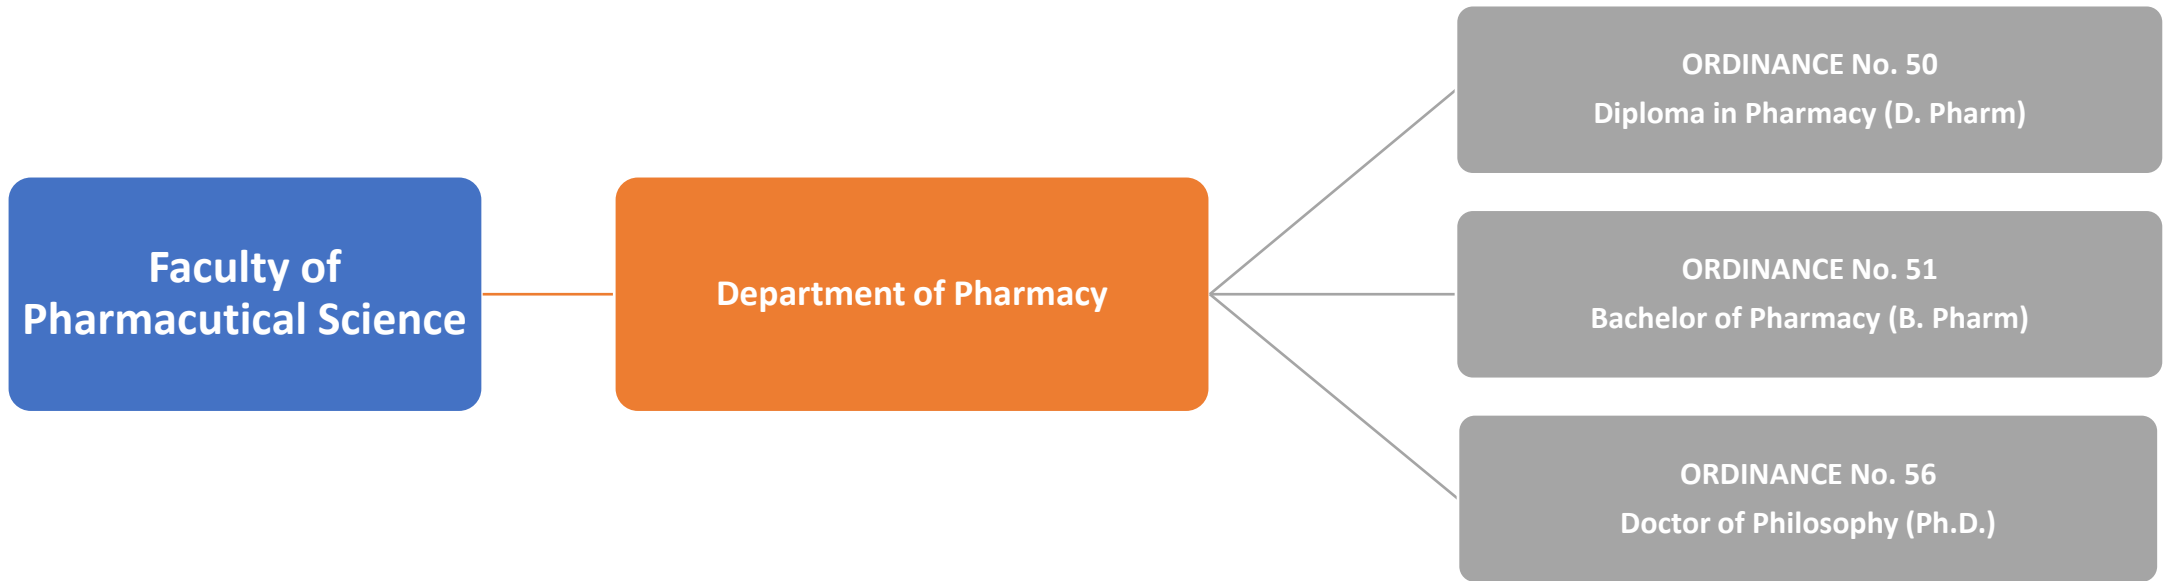 Faculty of
Pharmacutical Science
Department of Pharmacy
ORDINANCE No. 50
Diploma in Pharmacy (D. Pharm)
ORDINANCE No. 51
Bachelor of Pharmacy (B. Pharm)
ORDINANCE No. 56
Doctor of Philosophy (Ph.D.)